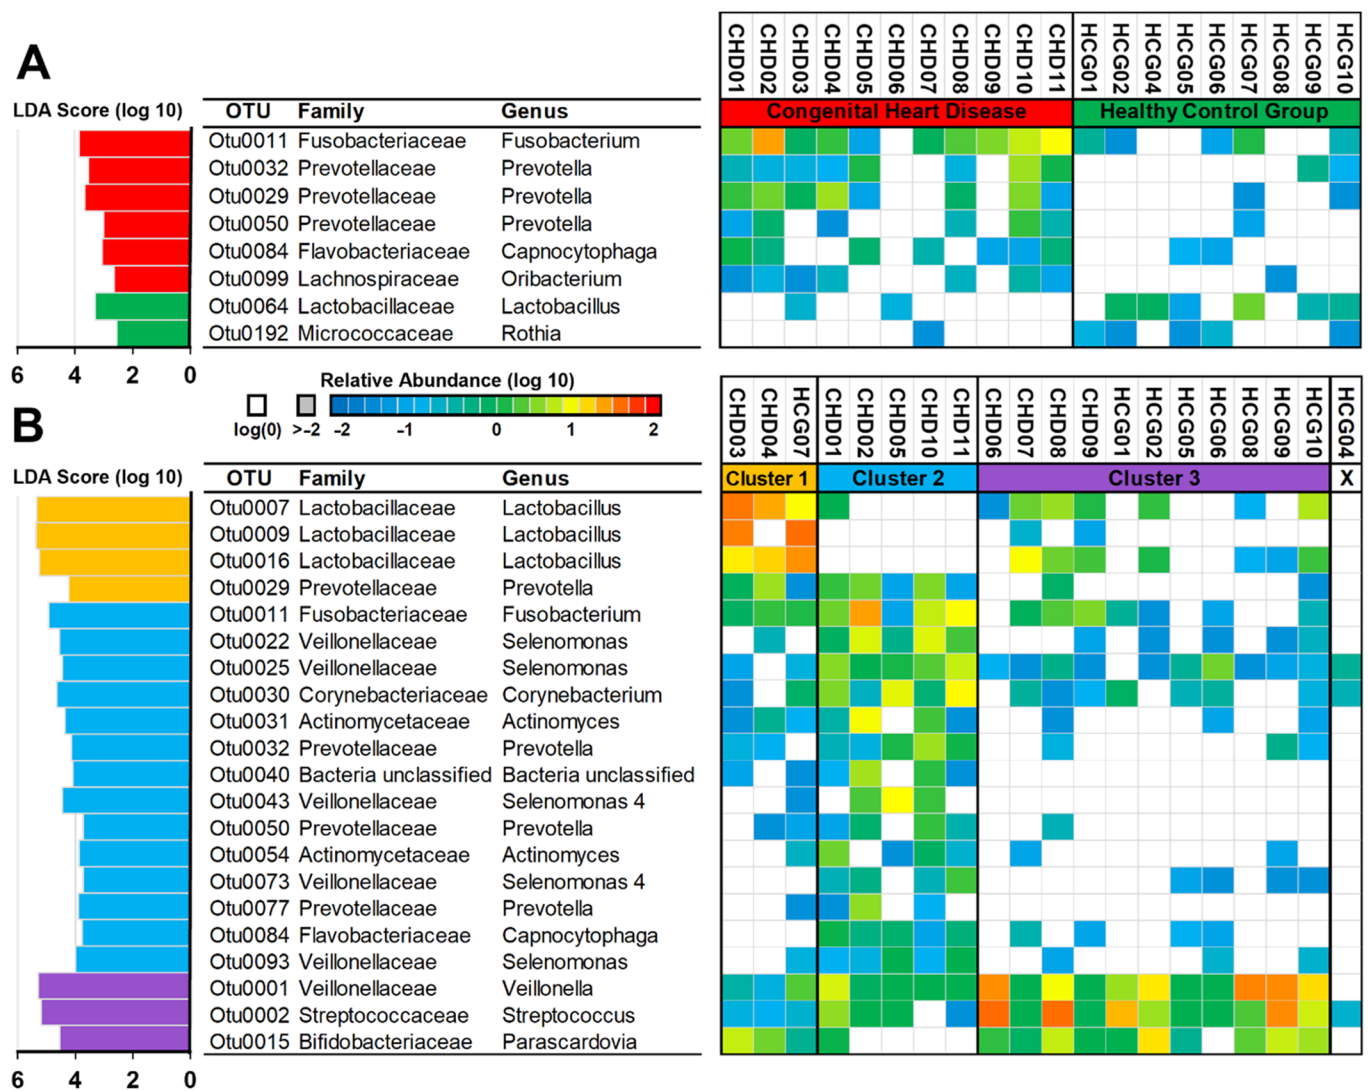 A
CHD01 CHD02 CHD03 CHD04 CHD05 CHD06 CHD07 CHD08 CHD09 CHD10 CHD11 HCG01 HCG02 HCG04 HCG05 HCG06 HCG07 HCG08 HCG10
LDA Score (log 10) OTU Family Genus Congenital Heart Disease Healthy Control Group
Otu0011 Fusobacteriaceae Fusobacterium
Otu0032 Prevotellaceae Prevotella
Otu0029 Prevotellaceae Prevotella
Otu0050 Prevotellaceae Prevotella
Otu0084 Flavobacteriaceae Capnocytophaga
Otu0099 Lachnospiraceae Oribacterium
Otu0064 Lactobacillaceae Lactobacillus
Otu0192 Micrococcaceae Rothia
6 4 2 0
Relative Abundance (log 10)
log(0) >-2 -2 -1 0 1 2
B
CHD03 CHD04 HCG07 CHD01 CHD02 CHD05 CHD10 CHD11 CHD06 CHD07 CHD08 CHD09 HCG01 HCG02 HCG05 HCG06 HCG08 HCG09 HCG10 HCG04
LDA Score (log 10) OTU Family Genus Cluster 1 Cluster 2 Cluster 3 X
Otu0007 Lactobacillaceae Lactobacillus
Otu0009 Lactobacillaceae Lactobacillus
Otu0016 Lactobacillaceae Lactobacillus
Otu0029 Prevotellaceae Prevotella
Otu0011 Fusobacteriaceae Fusobacterium
Otu0022 Veillonellaceae Selenomonas
Otu0025 Veillonellaceae Selenomonas
Otu0030 Corynebacteriaceae Corynebacterium
Otu0031 Actinomycetaceae Actinomyces
Otu0032 Prevotellaceae Prevotella
Otu0040 Bacteria unclassified Bacteria unclassified
Otu0043 Veillonellaceae Selenomonas 4
Otu0050 Prevotellaceae Prevotella
Otu0054 Actinomycetaceae Actinomyces
Otu0073 Veillonellaceae Selenomonas 4
Otu0077 Prevotellaceae Prevotella
Otu0084 Flavobacteriaceae Capnocytophaga
Otu0093 Veillonellaceae Selenomonas
Otu0001 Veillonellaceae Veillonella
Otu0002 Streptococcaceae Streptococcus
Otu0015 Bifidobacteriaceae Parascardovia
6 4 2 0